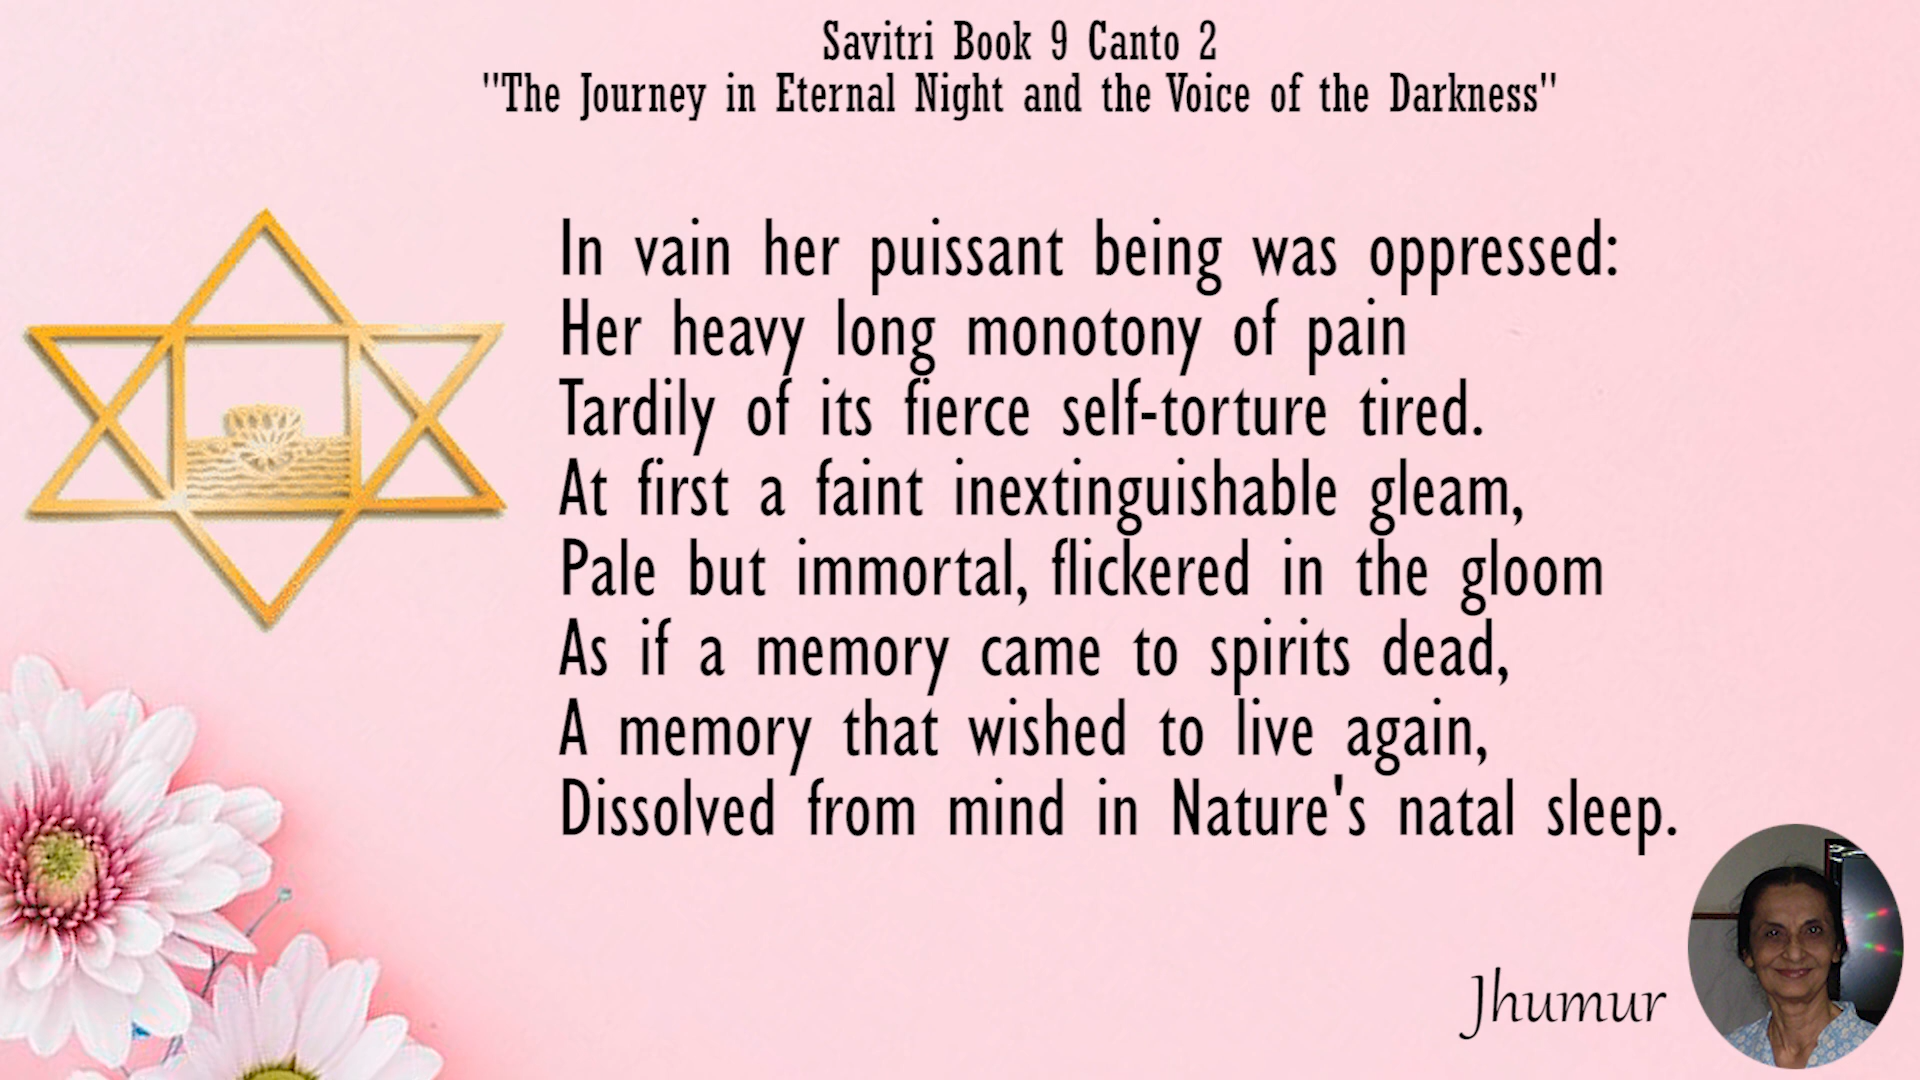 Savitri Book 9 Canto 2
"The Journey in Eternal Night and the Voice of the Darkness"
In vain her puissant being was oppressed:
Her heavy long monotony of pain
Tardily of its fierce self-torture tired.
At first a faint inextinguishable gleam,
Pale but immortal, flickered in the gloom
As if a memory came to spirits dead,
A memory that wished to live again,
Dissolved from mind in Nature's natal sleep.
Jhumur